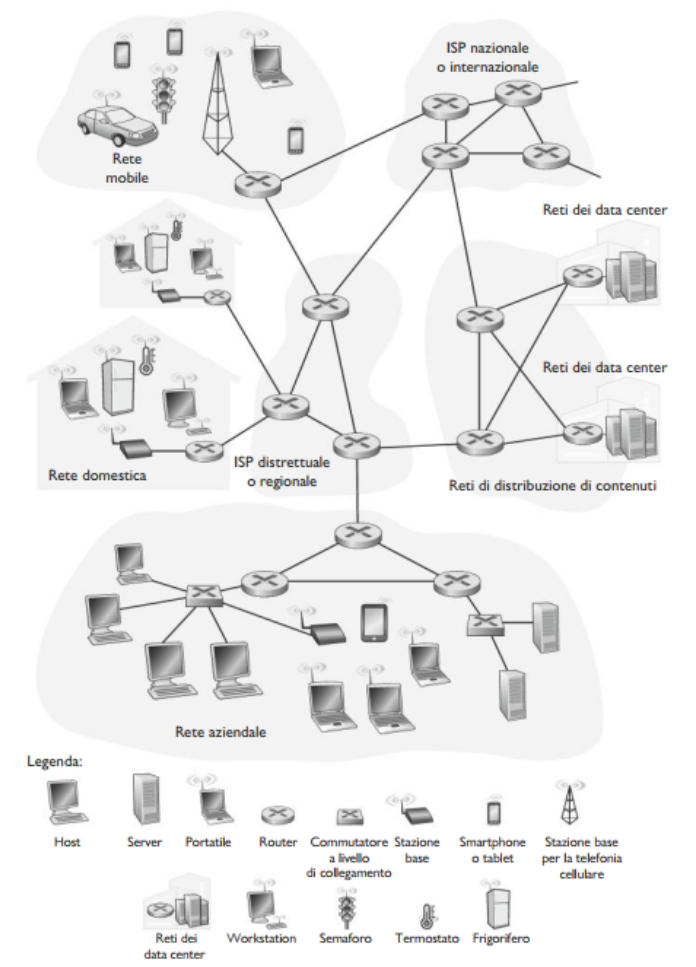 ISP nazionale
o internazionale
Rete
mobile
Reti dei data center
Reti dei data center
Rete domestica
ISP distrettuale
o regionale
Reti di distribuzione di contenuti
Rete aziendale
Legenda:
Host
Server
Portatile
Router
Commutatore
a livello
di collegamento
Stazione
base
Smartphone
o tablet
Stazione base
per la telefonia
cellulare
Reti dei
data center
Workstation
Semaforo
Termostato
Frigorifero